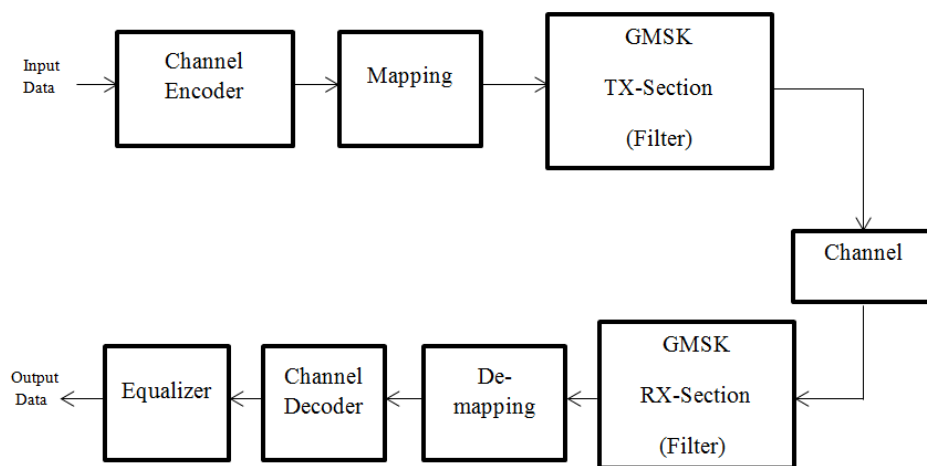 Input
Data
Channel
Encoder
Mapping
GMSK
TX-Section
(Filter)
Channel
GMSK
RX-Section
(Filter)
De-
mapping
Channel
Decoder
Equalizer
Output
Data